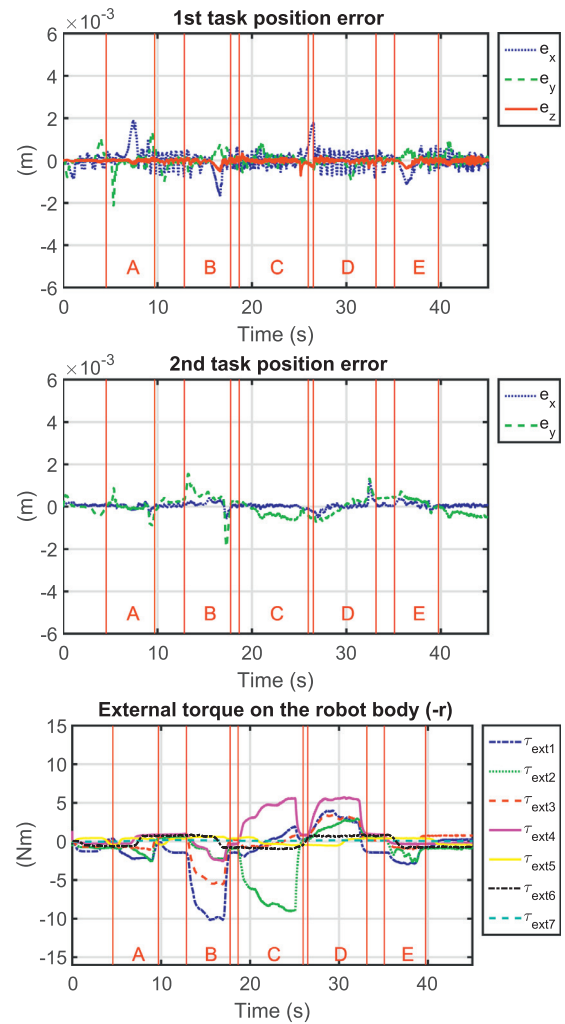 1st task position error
×10⁻³
6
4
2
0
-2
-4
-6
(m)
A B C D E
0 10 20 30 40
Time (s)
e_x
e_y
e_z
2nd task position error
×10⁻³
6
4
2
0
-2
-4
-6
(m)
A B C D E
0 10 20 30 40
Time (s)
e_x
e_y
External torque on the robot body (-r)
15
10
5
0
-5
-10
-15
(Nm)
A B C D E
0 10 20 30 40
Time (s)
τ_ext1
τ_ext2
τ_ext3
τ_ext4
τ_ext5
τ_ext6
τ_ext7